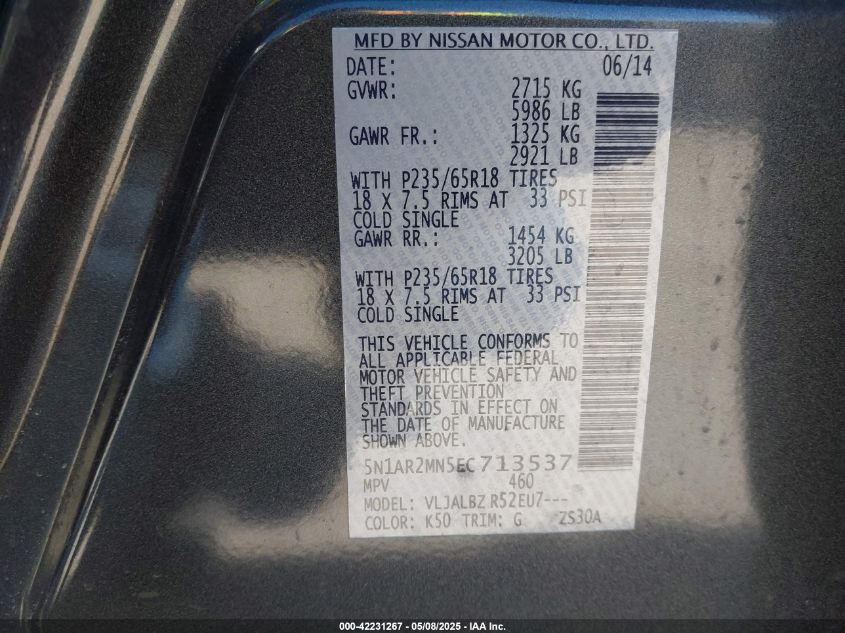 MFD BY NISSAN MOTOR CO., LTD.
DATE: 06/14
GVWR: 2715 KG
5986 LB
GAWR FR.: 1325 KG
2921 LB
WITH P235/65R18 TIRES
18 X 7.5 RIMS AT 33 PSI
COLD SINGLE
GAWR RR.: 1454 KG
3205 LB
WITH P235/65R18 TIRES
18 X 7.5 RIMS AT 33 PSI
COLD SINGLE
THIS VEHICLE CONFORMS TO
ALL APPLICABLE FEDERAL
MOTOR VEHICLE SAFETY AND
THEFT PREVENTION
STANDARDS IN EFFECT ON
THE DATE OF MANUFACTURE
SHOWN ABOVE.
5N1AR2MN5EC713537
MPV 460
MODEL: VLJALBZ R52EU7---
COLOR: K50 TRIM: G ZS30A
000-42231267 - 05/08/2025 - IAA Inc.